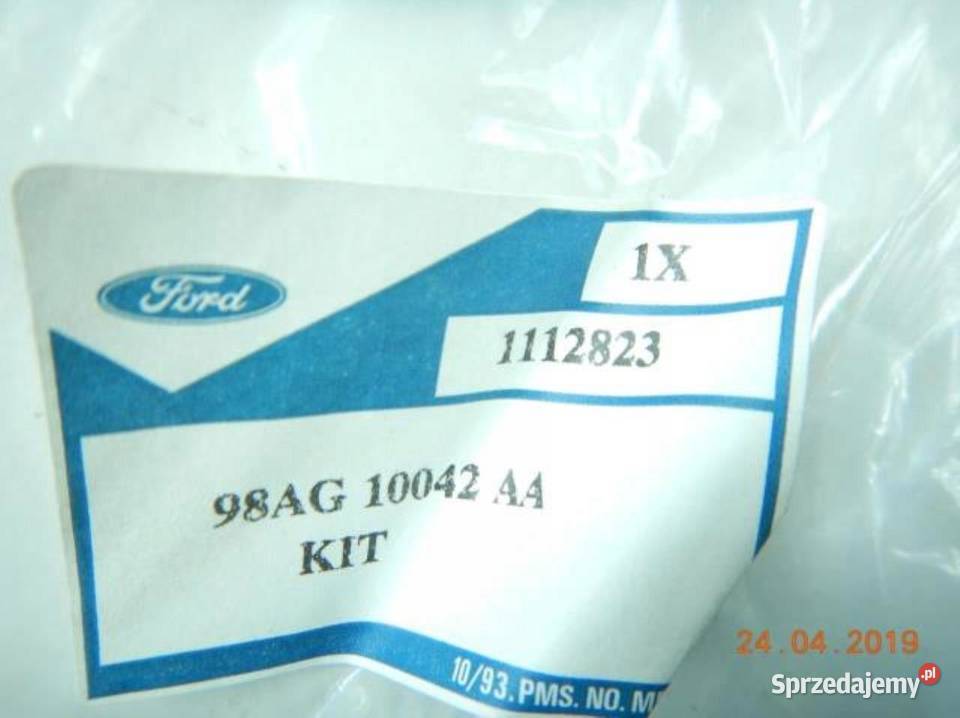 Ford
1X
1112823
98AG 10042 AA
KIT
10/93. PMS. NO.
24.04.2019
Sprzedajemy.pl